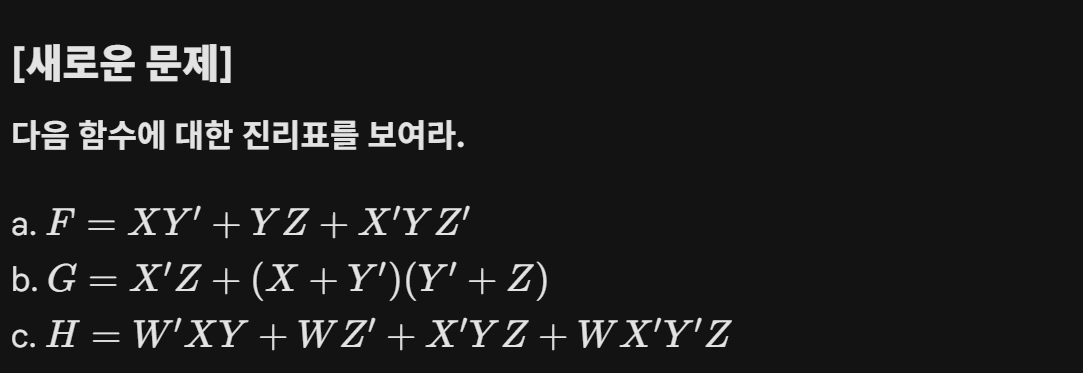 [새로운 문제]
다음 함수에 대한 진리표를 보여라.
a. F = XY′ + YZ + X′YZ′
b. G = X′Z + (X + Y′)(Y′ + Z)
c. H = W′XY + WZ′ + X′YZ + WX′Y′Z